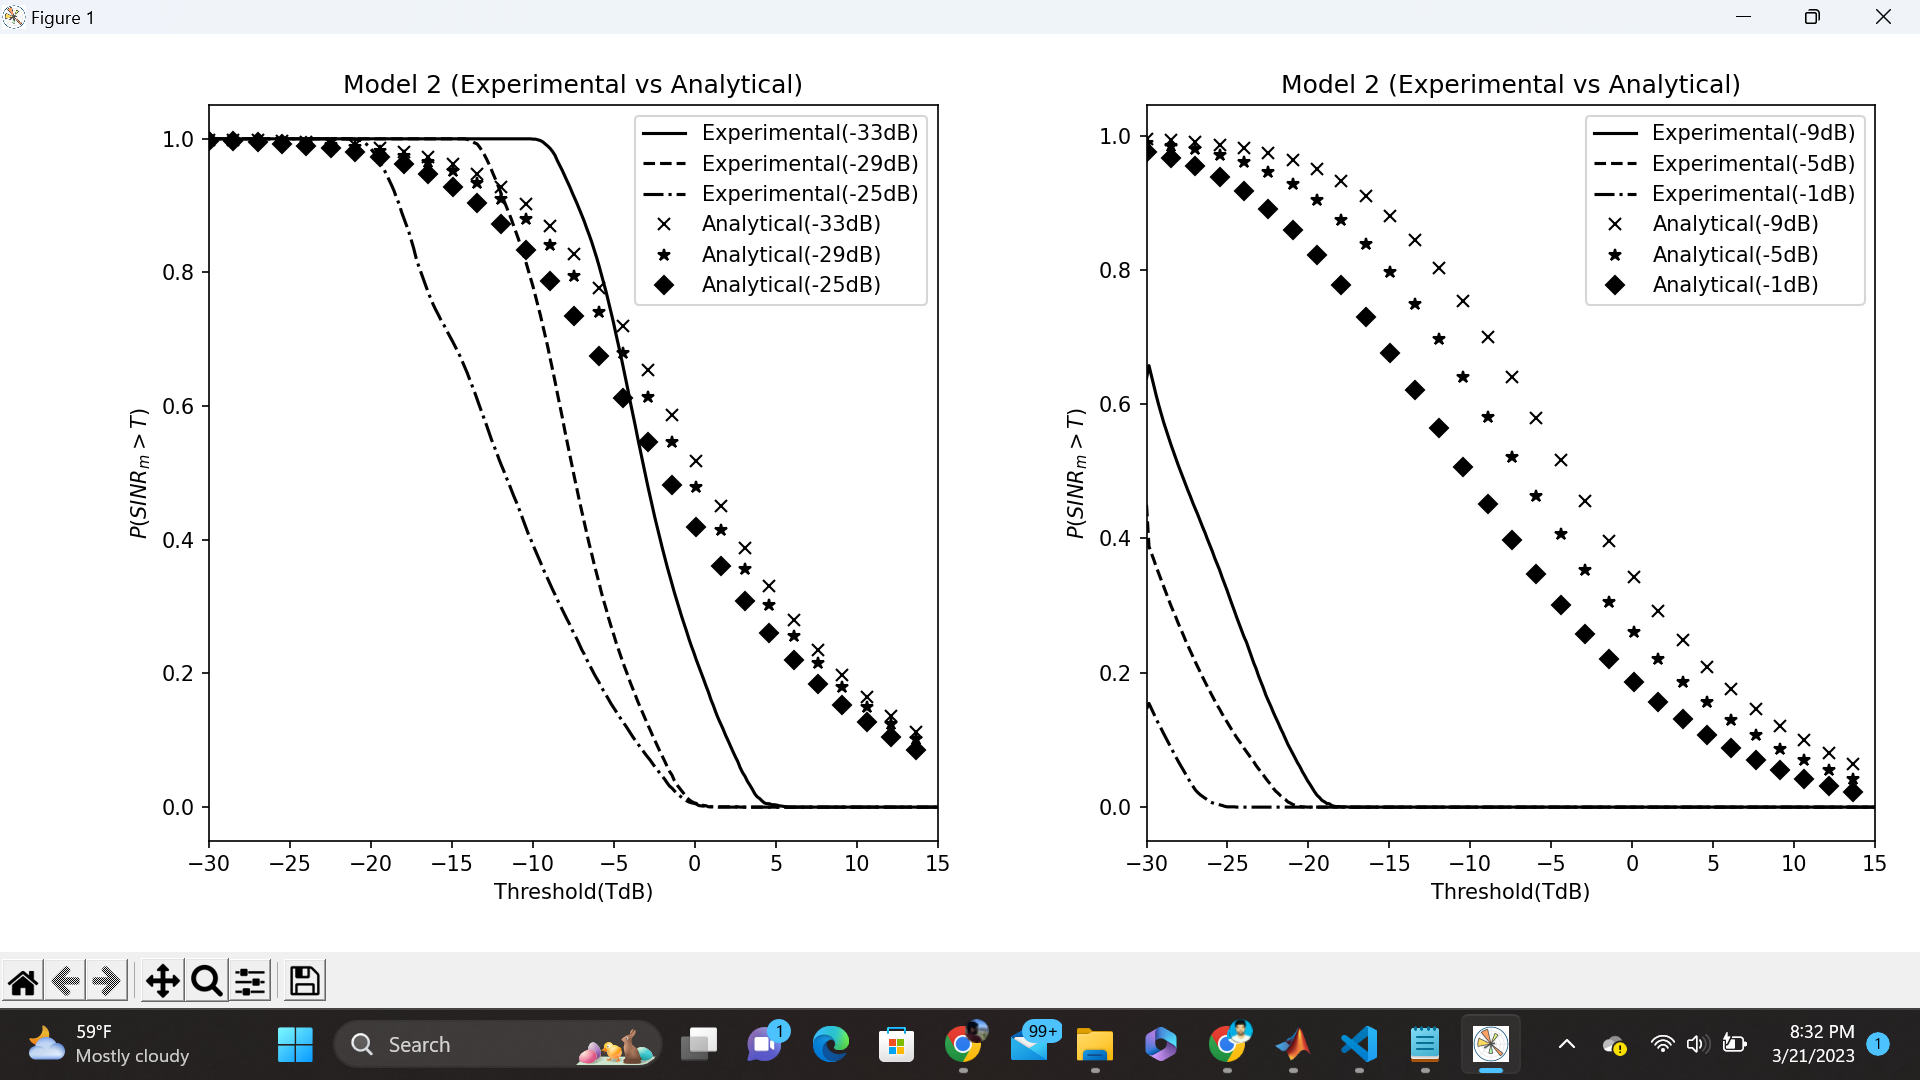 Figure 1
Model 2 (Experimental vs Analytical)
Experimental(-33dB)
Experimental(-29dB)
Experimental(-25dB)
Analytical(-33dB)
Analytical(-29dB)
Analytical(-25dB)
1.0
0.8
0.6
0.4
0.2
0.0
P(SINRm > T)
−30 −25 −20 −15 −10 −5 0 5 10 15
Threshold(TdB)
Model 2 (Experimental vs Analytical)
Experimental(-9dB)
Experimental(-5dB)
Experimental(-1dB)
Analytical(-9dB)
Analytical(-5dB)
Analytical(-1dB)
1.0
0.8
0.6
0.4
0.2
0.0
P(SINRm > T)
−30 −25 −20 −15 −10 −5 0 5 10 15
Threshold(TdB)
59°F
Mostly cloudy
Search
1
99+
8:32 PM
3/21/2023
1